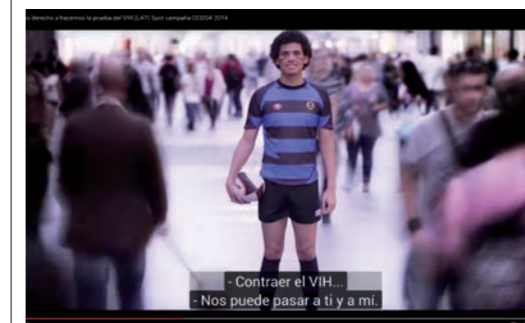 derecho a hacernos la prueba del VIH (LAT) Spot campaña CESIDA 2014
- Contraer el VIH...
- Nos puede pasar a ti y a mí.